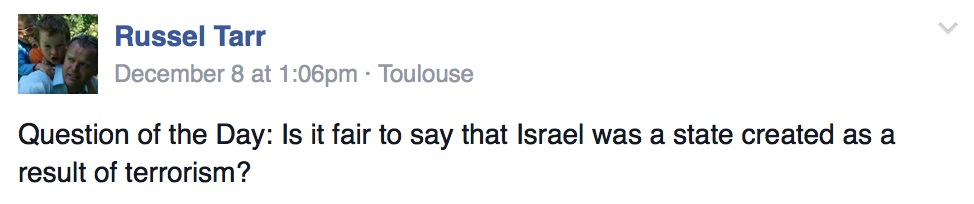 Russel Tarr
December 8 at 1:06pm · Toulouse
Question of the Day: Is it fair to say that Israel was a state created as a
result of terrorism?